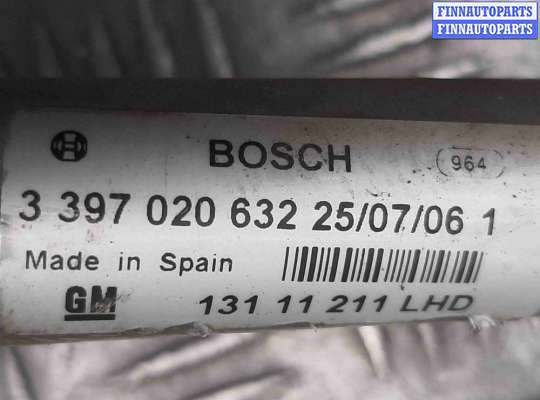 FINNAUTOPARTS
FINNAUTOPARTS
BOSCH 964
3 397 020 632 25/07/06 1
Made in Spain
GM 131 11 211 LHD